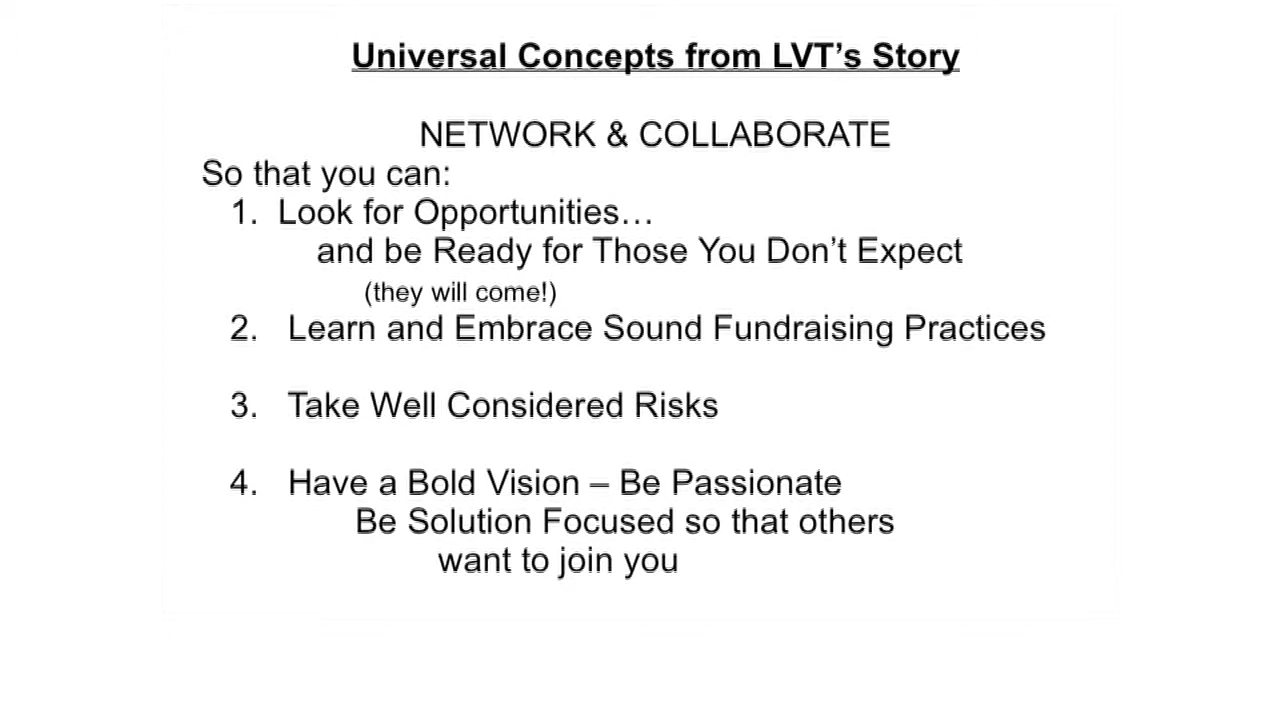 Universal Concepts from LVT’s Story
NETWORK & COLLABORATE
So that you can:
1. Look for Opportunities…
and be Ready for Those You Don’t Expect
(they will come!)
2. Learn and Embrace Sound Fundraising Practices
3. Take Well Considered Risks
4. Have a Bold Vision – Be Passionate
Be Solution Focused so that others
want to join you